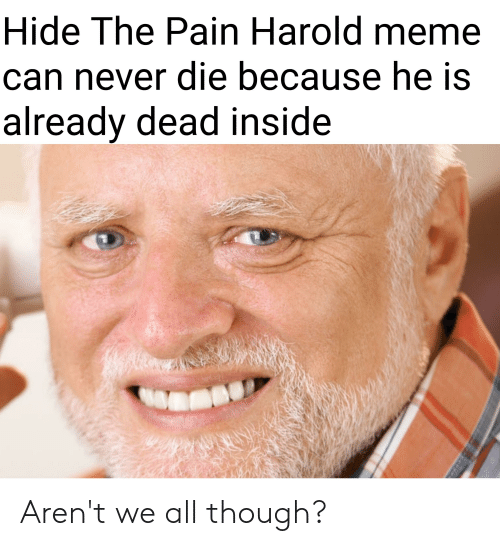 Hide The Pain Harold meme
can never die because he is
already dead inside
Aren't we all though?